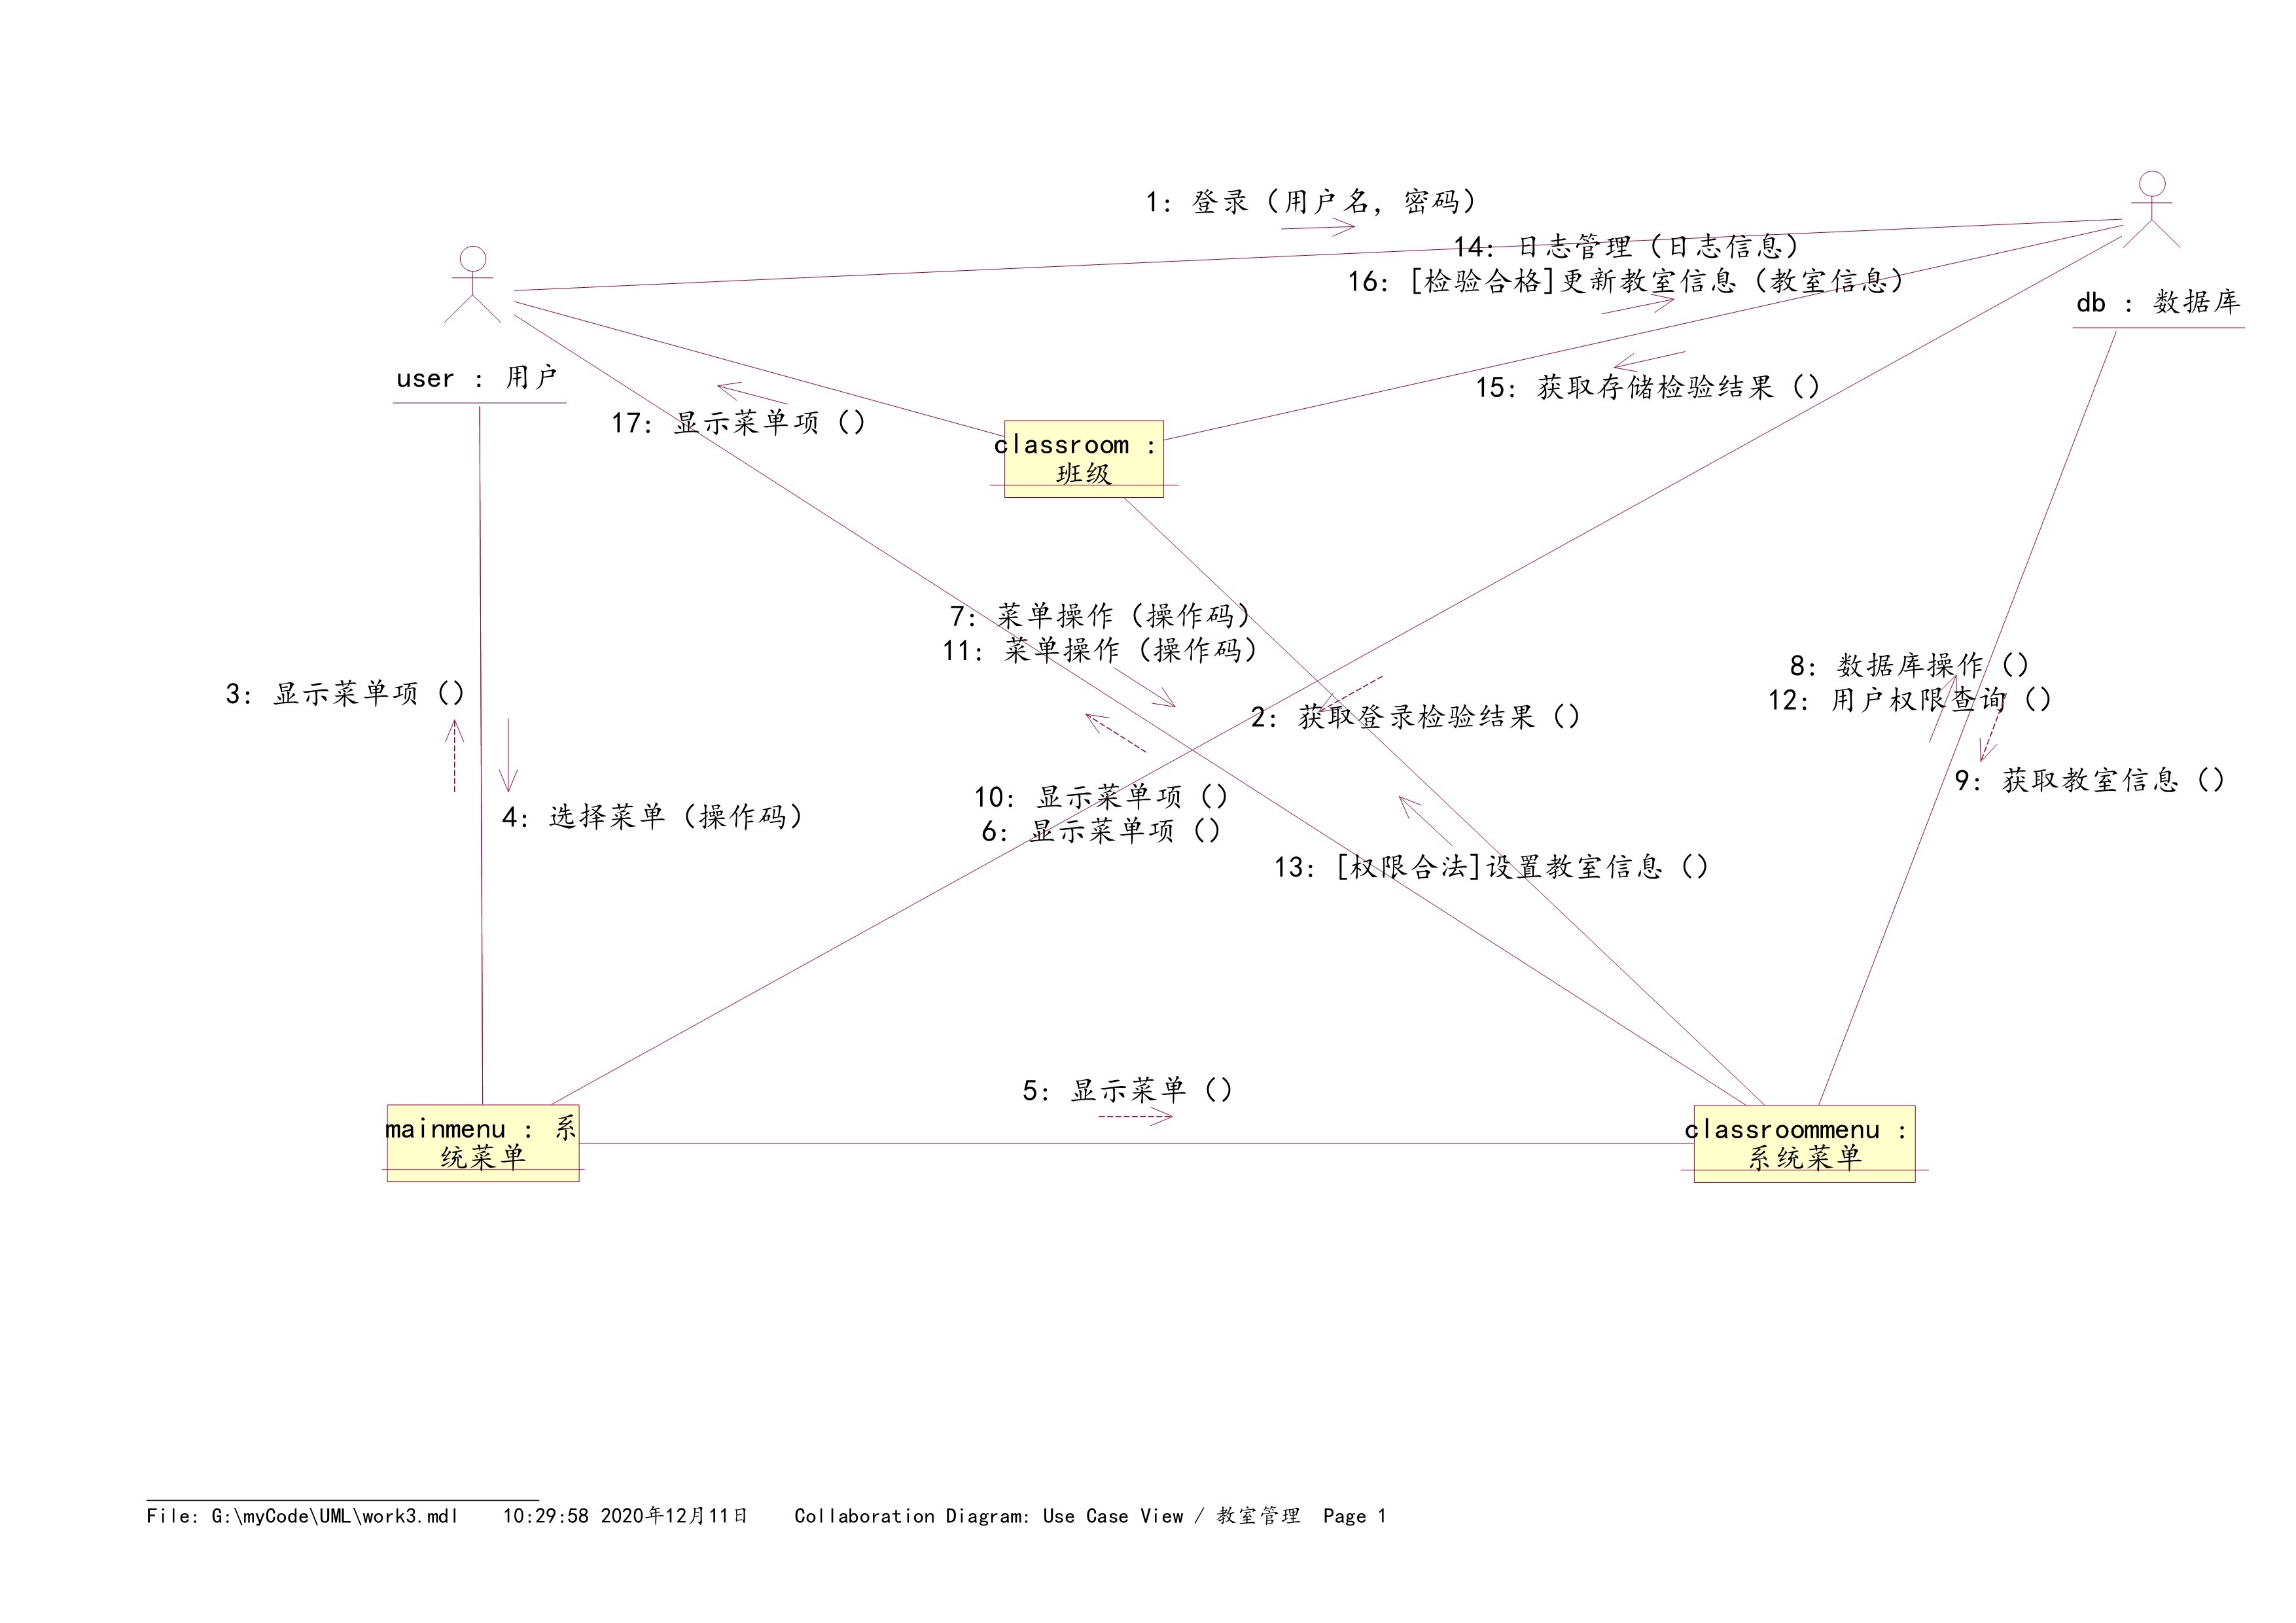 1: 登录（用户名，密码）
14: 日志管理（日志信息）
16: [检验合格]更新教室信息（教室信息）
db : 数据库
user : 用户
15: 获取存储检验结果（）
17: 显示菜单项（）
classroom :
班级
7: 菜单操作（操作码）
11: 菜单操作（操作码）
3: 显示菜单项（）
8: 数据库操作（）
12: 用户权限查询（）
2: 获取登录检验结果（）
9: 获取教室信息（）
10: 显示菜单项（）
4: 选择菜单（操作码）
6: 显示菜单项（）
13: [权限合法]设置教室信息（）
5: 显示菜单（）
mainmenu : 系
统菜单
classroommenu :
系统菜单
File: G:\myCode\UML\work3.mdl 10:29:58 2020年12月11日 Collaboration Diagram: Use Case View / 教室管理 Page 1